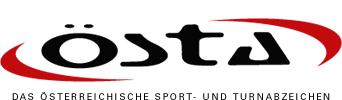 östa
DAS ÖSTERREICHISCHE SPORT- UND TURNABZEICHEN